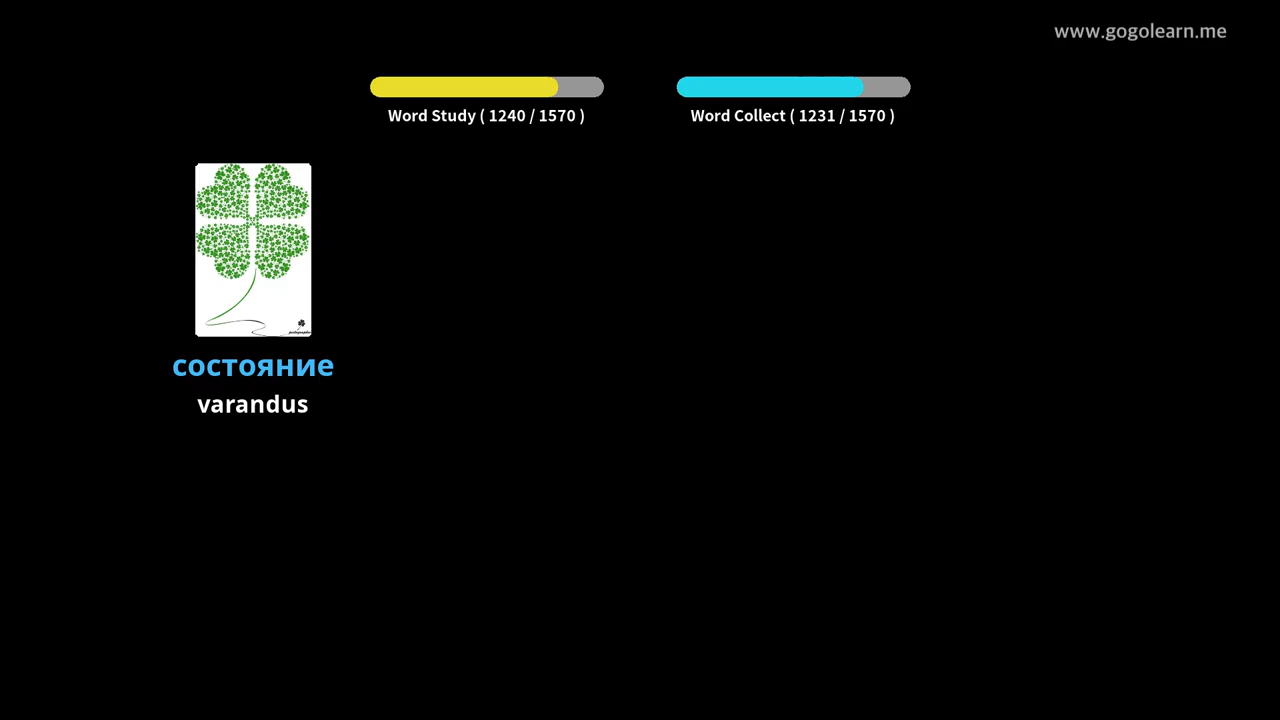 www.gogolearn.me
Word Study ( 1240 / 1570 )
Word Collect ( 1231 / 1570 )
состояние
varandus